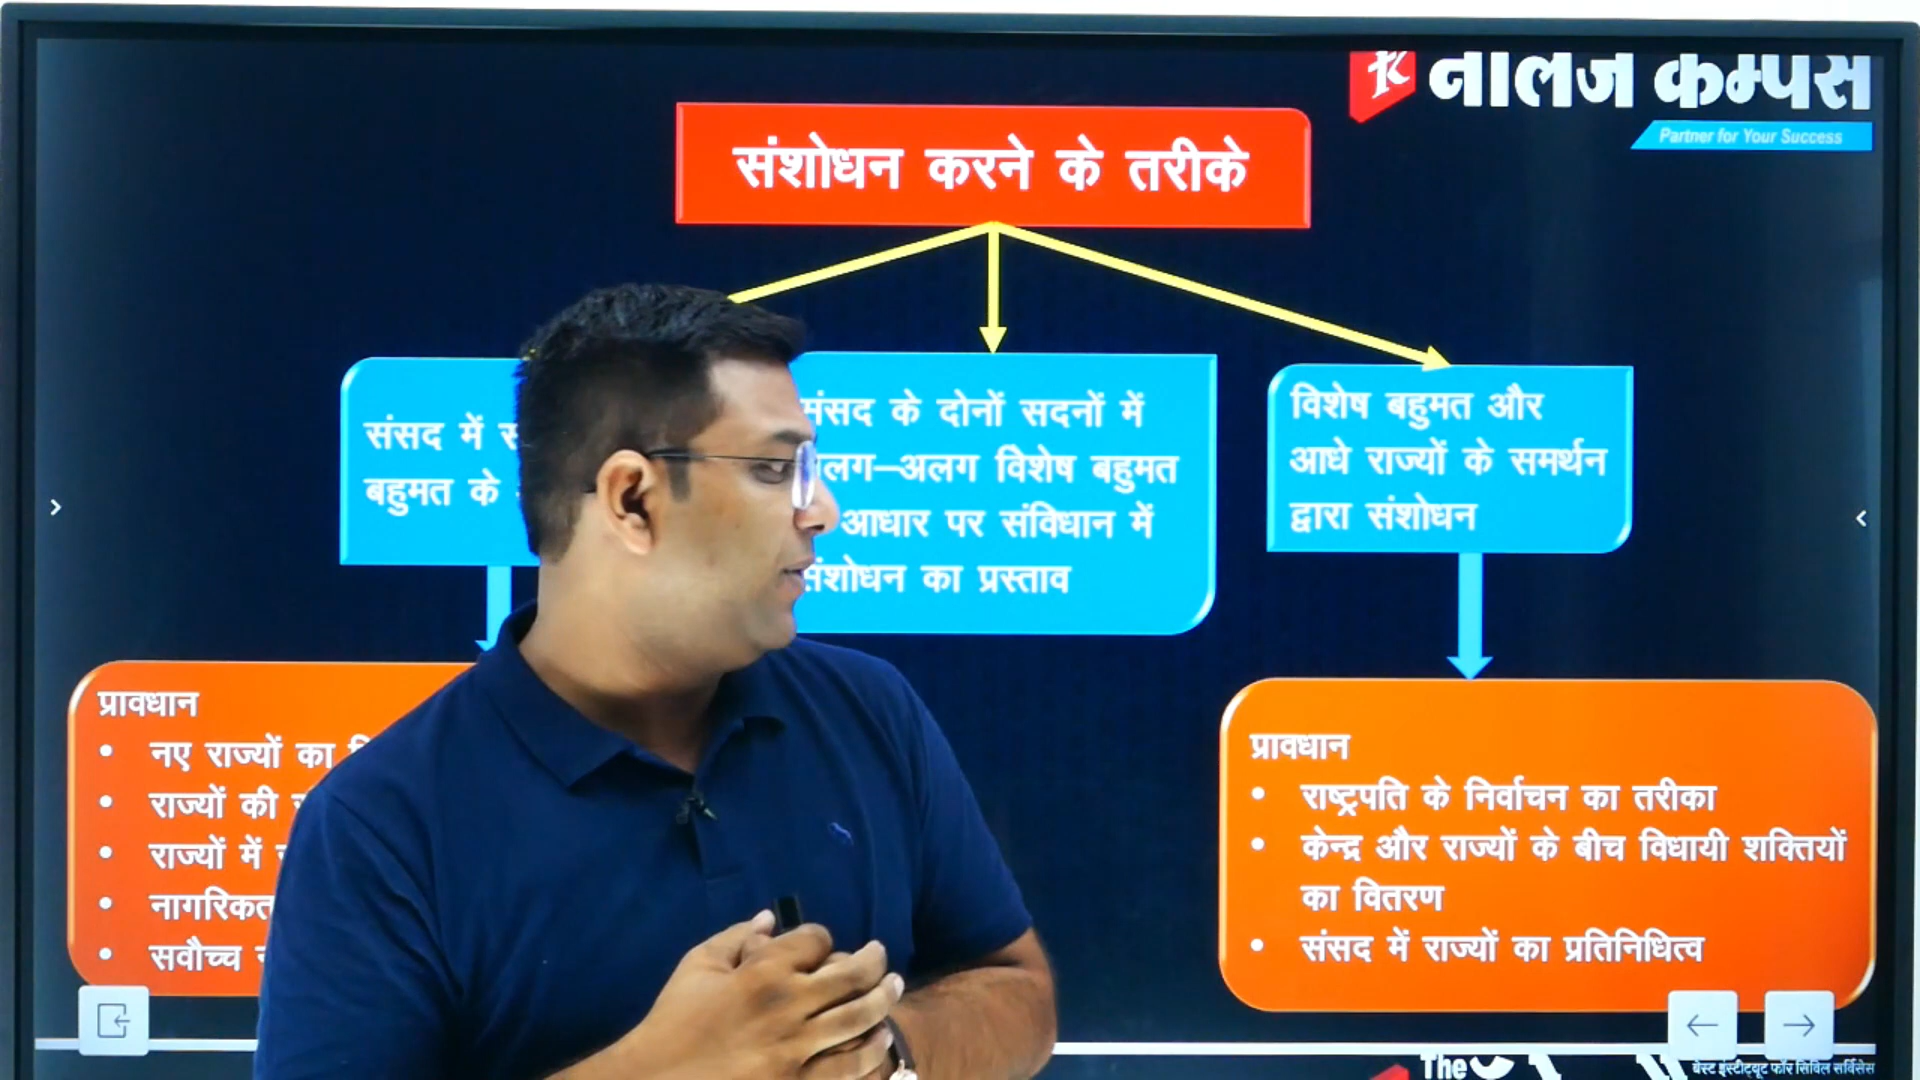 नॉलेज कैम्पस
Partner for Your Success
संशोधन करने के तरीके
संसद में
बहुमत के
संसद के दोनों सदनों में
अलग–अलग विशेष बहुमत
आधार पर संविधान में
संशोधन का प्रस्ताव
विशेष बहुमत और
आधे राज्यों के समर्थन
द्वारा संशोधन
प्रावधान
• नए राज्यों का
• राज्यों की
• राज्यों में
• नागरिकत
• सवौच्च
प्रावधान
• राष्ट्रपति के निर्वाचन का तरीका
• केन्द्र और राज्यों के बीच विधायी शक्तियों
का वितरण
• संसद में राज्यों का प्रतिनिधित्व
The
बेस्ट इंस्टीट्यूट फॉर सिविल सर्विसेस